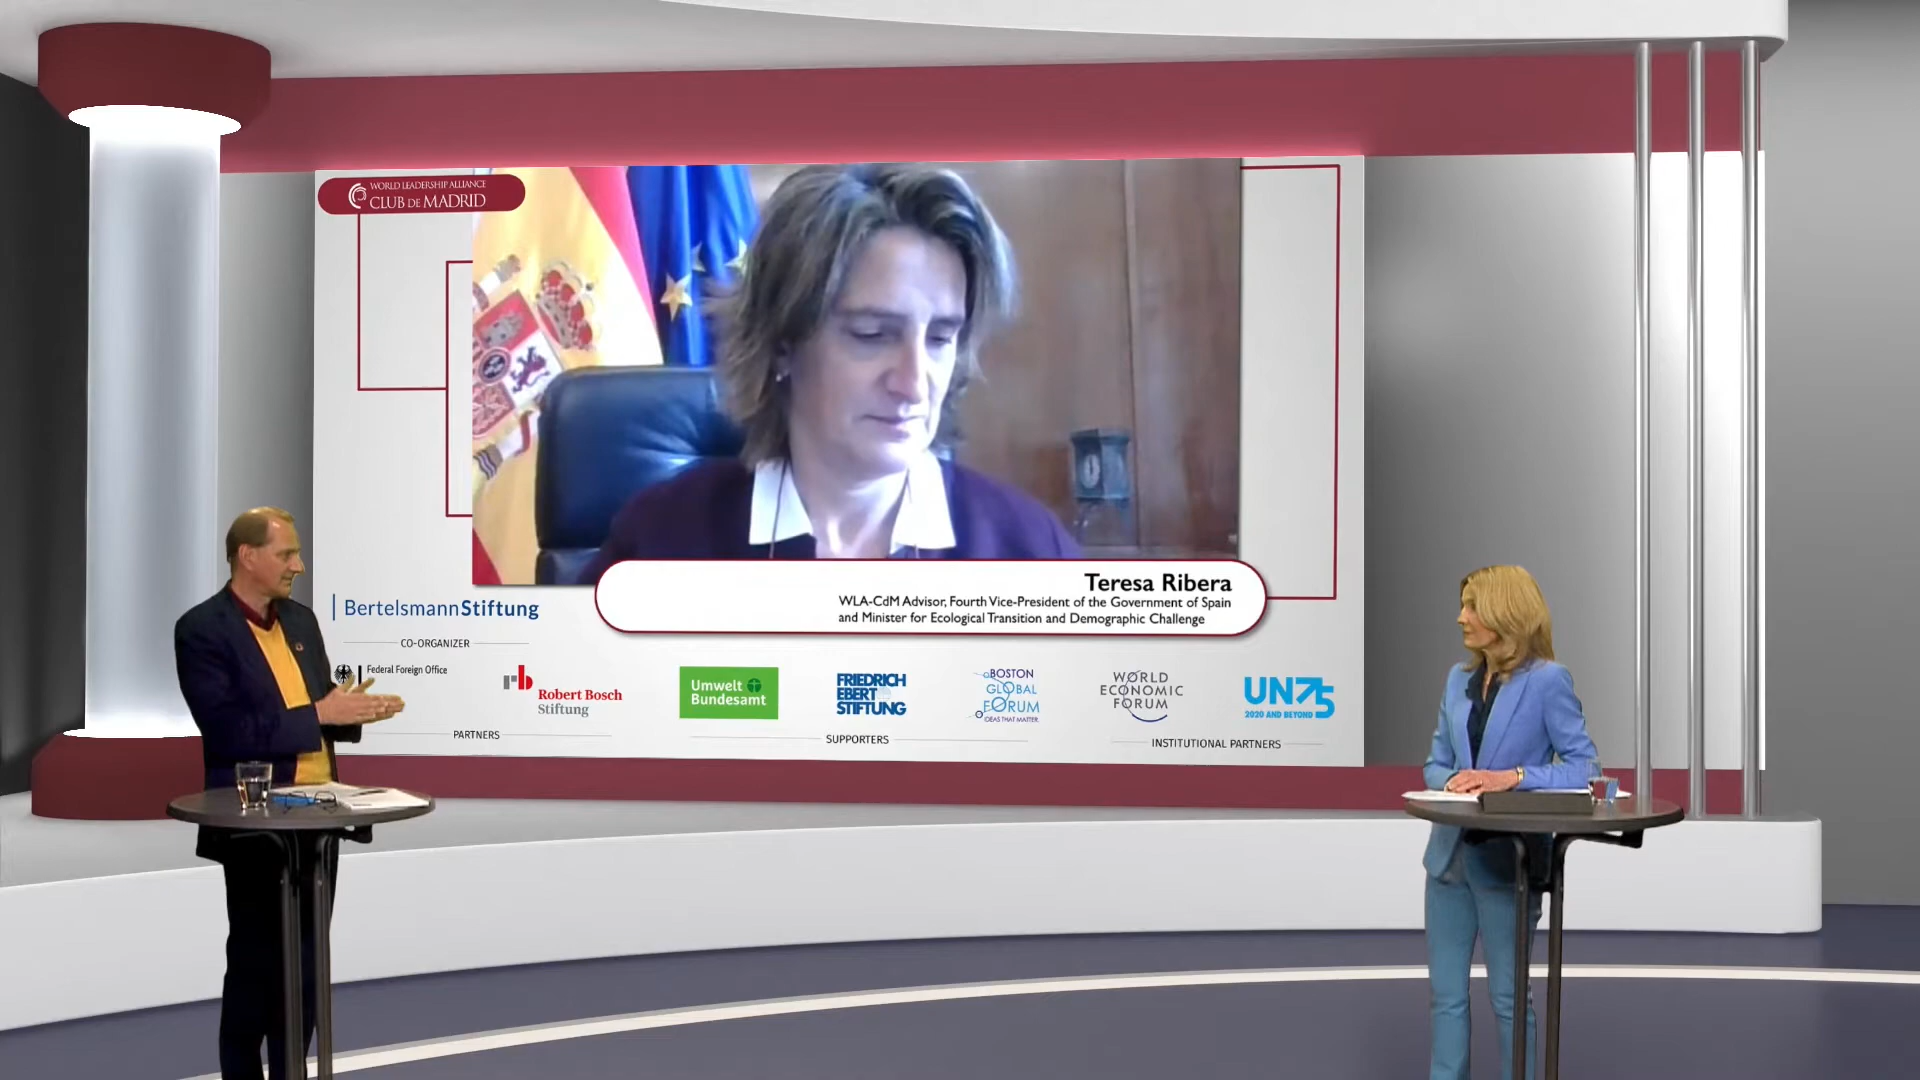 WORLD LEADERSHIP ALLIANCE
CLUB DE MADRID
Teresa Ribera
WLA-CdM Advisor, Fourth Vice-President of the Government of Spain
and Minister for Ecological Transition and Demographic Challenge
BertelsmannStiftung
CO-ORGANIZER
Federal Foreign Office
rb
Robert Bosch
Stiftung
PARTNERS
Umwelt
Bundesamt
FRIEDRICH
EBERT
STIFTUNG
BOSTON
GLOBAL
FORUM
IDEAS THAT MATTER.
SUPPORTERS
WORLD
ECONOMIC
FORUM
UN75
2020 AND BEYOND
INSTITUTIONAL PARTNERS